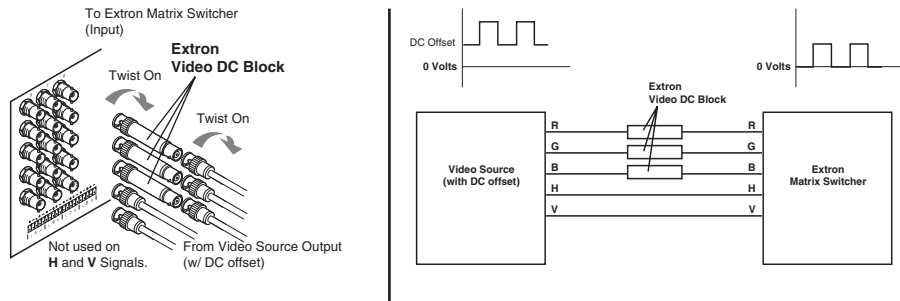 To Extron Matrix Switcher
(Input)
Extron
Video DC Block
Twist On
Twist On
Not used on
H and V Signals.
From Video Source Output
(w/ DC offset)
DC Offset
0 Volts
0 Volts
Extron
Video DC Block
Video Source
(with DC offset)
R
G
B
H
V
R
G
B
H
V
Extron
Matrix Switcher